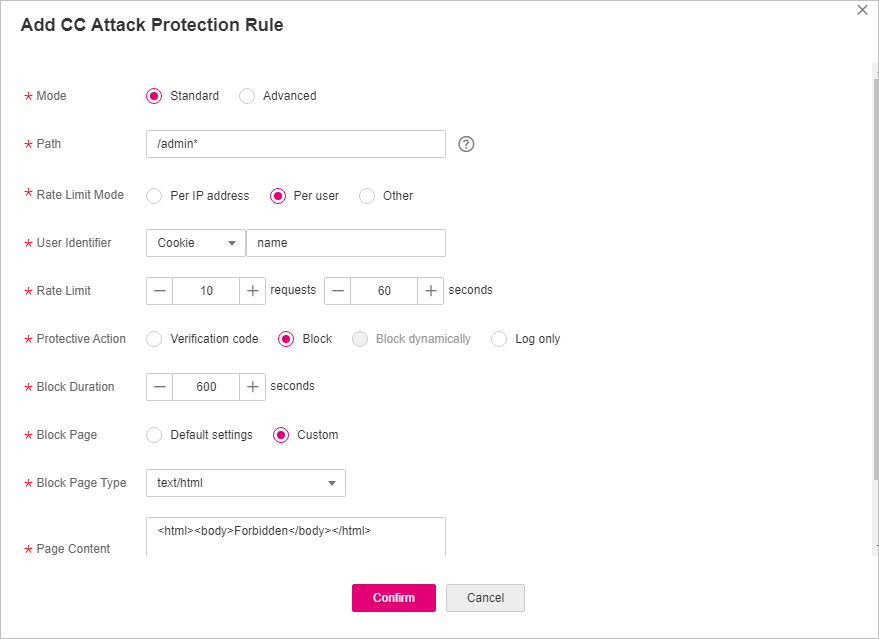 Add CC Attack Protection Rule
* Mode Standard Advanced
* Path /admin* ?
* Rate Limit Mode Per IP address Per user Other
* User Identifier Cookie name
* Rate Limit — 10 + requests — 60 + seconds
* Protective Action Verification code Block Block dynamically Log only
* Block Duration — 600 + seconds
* Block Page Default settings Custom
* Block Page Type text/html
<html><body>Forbidden</body></html>
* Page Content
Confirm Cancel